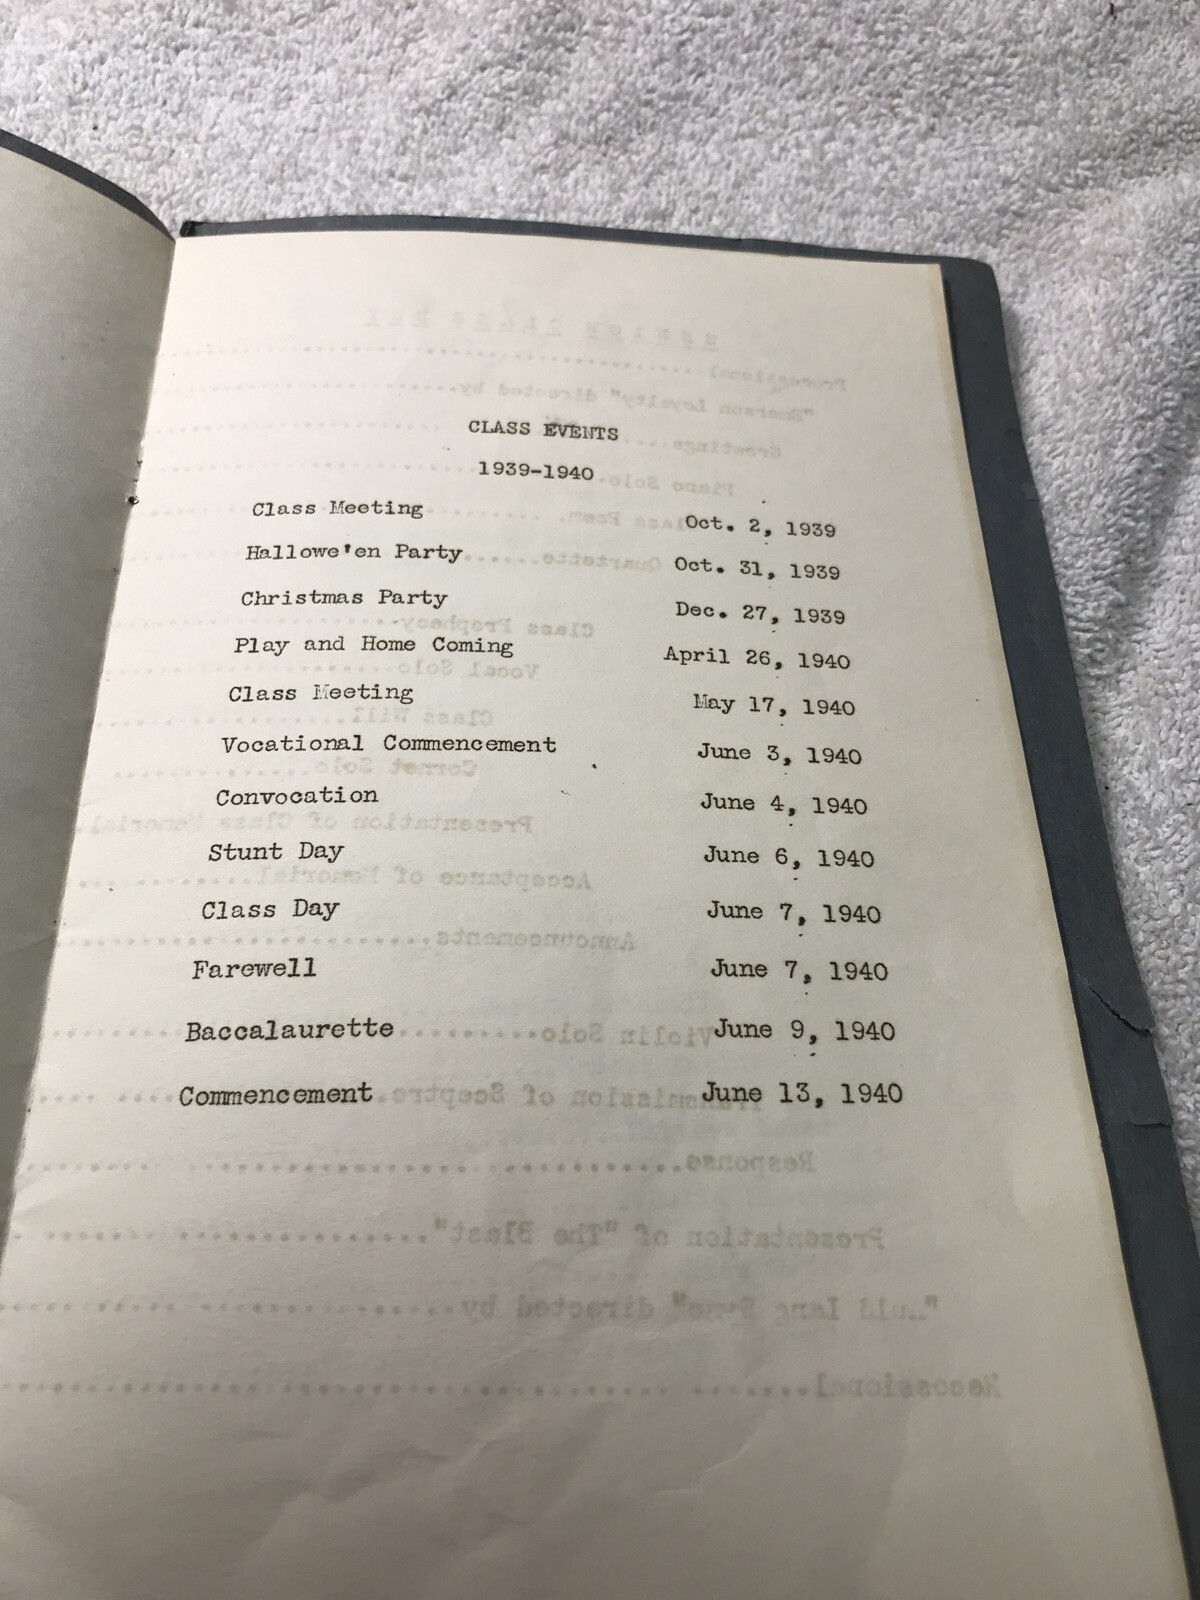 CLASS EVENTS
1939-1940
Class Meeting Oct. 2, 1939
Hallowe'en Party Oct. 31, 1939
Christmas Party Dec. 27, 1939
Play and Home Coming April 26, 1940
Class Meeting May 17, 1940
Vocational Commencement June 3, 1940
Convocation June 4, 1940
Stunt Day June 6, 1940
Class Day June 7, 1940
Farewell June 7, 1940
Baccalaurette June 9, 1940
Commencement June 13, 1940